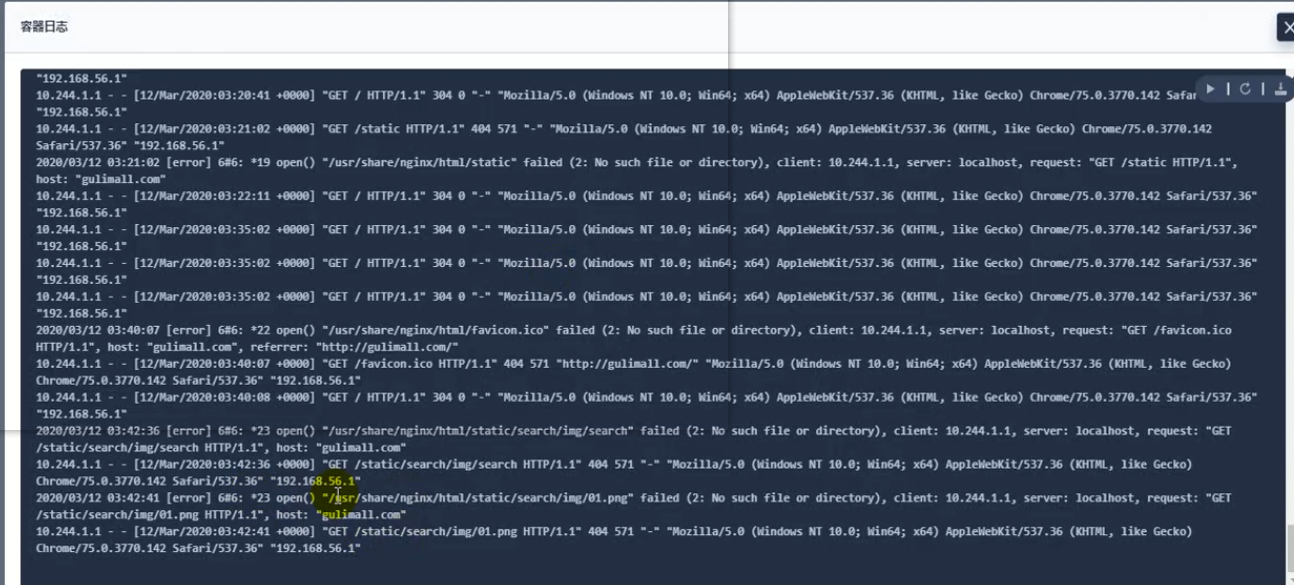 容器日志
"192.168.56.1"
10.244.1.1 - - [12/Mar/2020:03:20:41 +0000] "GET / HTTP/1.1" 304 0 "-" "Mozilla/5.0 (Windows NT 10.0; Win64; x64) AppleWebKit/537.36 (KHTML, like Gecko) Chrome/75.0.3770.142 Safar
"192.168.56.1"
10.244.1.1 - - [12/Mar/2020:03:21:02 +0000] "GET /static HTTP/1.1" 404 571 "-" "Mozilla/5.0 (Windows NT 10.0; Win64; x64) AppleWebKit/537.36 (KHTML, like Gecko) Chrome/75.0.3770.142
Safari/537.36" "192.168.56.1"
2020/03/12 03:21:02 [error] 6#6: *19 open() "/usr/share/nginx/html/static" failed (2: No such file or directory), client: 10.244.1.1, server: localhost, request: "GET /static HTTP/1.1",
host: "gulimall.com"
10.244.1.1 - - [12/Mar/2020:03:22:11 +0000] "GET / HTTP/1.1" 304 0 "-" "Mozilla/5.0 (Windows NT 10.0; Win64; x64) AppleWebKit/537.36 (KHTML, like Gecko) Chrome/75.0.3770.142 Safari/537.36"
"192.168.56.1"
10.244.1.1 - - [12/Mar/2020:03:35:02 +0000] "GET / HTTP/1.1" 304 0 "-" "Mozilla/5.0 (Windows NT 10.0; Win64; x64) AppleWebKit/537.36 (KHTML, like Gecko) Chrome/75.0.3770.142 Safari/537.36"
"192.168.56.1"
10.244.1.1 - - [12/Mar/2020:03:35:02 +0000] "GET / HTTP/1.1" 304 0 "-" "Mozilla/5.0 (Windows NT 10.0; Win64; x64) AppleWebKit/537.36 (KHTML, like Gecko) Chrome/75.0.3770.142 Safari/537.36"
"192.168.56.1"
10.244.1.1 - - [12/Mar/2020:03:35:02 +0000] "GET / HTTP/1.1" 304 0 "-" "Mozilla/5.0 (Windows NT 10.0; Win64; x64) AppleWebKit/537.36 (KHTML, like Gecko) Chrome/75.0.3770.142 Safari/537.36"
"192.168.56.1"
2020/03/12 03:40:07 [error] 6#6: *22 open() "/usr/share/nginx/html/favicon.ico" failed (2: No such file or directory), client: 10.244.1.1, server: localhost, request: "GET /favicon.ico
HTTP/1.1", host: "gulimall.com", referrer: "http://gulimall.com/"
10.244.1.1 - - [12/Mar/2020:03:40:07 +0000] "GET /favicon.ico HTTP/1.1" 404 571 "http://gulimall.com/" "Mozilla/5.0 (Windows NT 10.0; Win64; x64) AppleWebKit/537.36 (KHTML, like Gecko)
Chrome/75.0.3770.142 Safari/537.36" "192.168.56.1"
10.244.1.1 - - [12/Mar/2020:03:40:08 +0000] "GET / HTTP/1.1" 304 0 "-" "Mozilla/5.0 (Windows NT 10.0; Win64; x64) AppleWebKit/537.36 (KHTML, like Gecko) Chrome/75.0.3770.142 Safari/537.36"
"192.168.56.1"
2020/03/12 03:42:36 [error] 6#6: *23 open() "/usr/share/nginx/html/static/search/img/search" failed (2: No such file or directory), client: 10.244.1.1, server: localhost, request: "GET
/static/search/img/search HTTP/1.1", host: "gulimall.com"
10.244.1.1 - - [12/Mar/2020:03:42:36 +0000] "GET /static/search/img/search HTTP/1.1" 404 571 "-" "Mozilla/5.0 (Windows NT 10.0; Win64; x64) AppleWebKit/537.36 (KHTML, like Gecko)
Chrome/75.0.3770.142 Safari/537.36" "192.168.56.1"
2020/03/12 03:42:41 [error] 6#6: *23 open() "/usr/share/nginx/html/static/search/img/01.png" failed (2: No such file or directory), client: 10.244.1.1, server: localhost, request: "GET
/static/search/img/01.png HTTP/1.1", host: "gulimall.com"
10.244.1.1 - - [12/Mar/2020:03:42:41 +0000] "GET /static/search/img/01.png HTTP/1.1" 404 571 "-" "Mozilla/5.0 (Windows NT 10.0; Win64; x64) AppleWebKit/537.36 (KHTML, like Gecko)
Chrome/75.0.3770.142 Safari/537.36" "192.168.56.1"